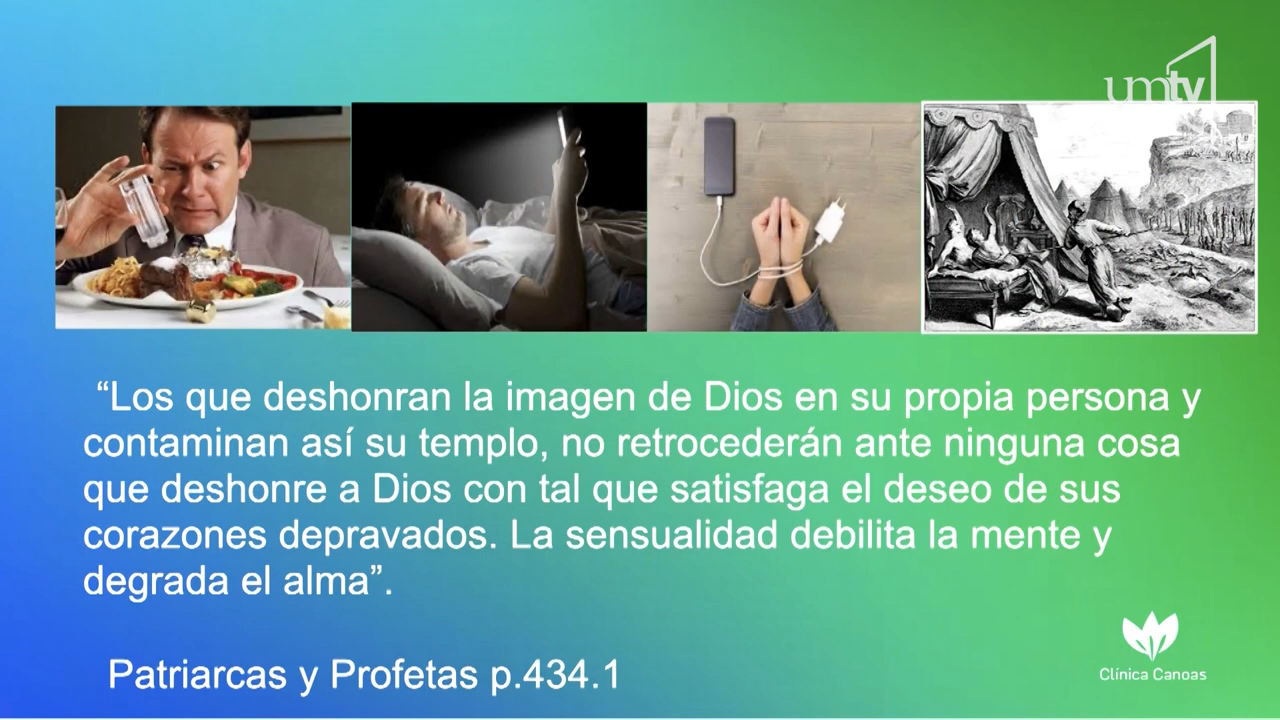 umtv
“Los que deshonran la imagen de Dios en su propia persona y
contaminan así su templo, no retrocederán ante ninguna cosa
que deshonre a Dios con tal que satisfaga el deseo de sus
corazones depravados. La sensualidad debilita la mente y
degrada el alma”.
Patriarcas y Profetas p.434.1
Clínica Canoas